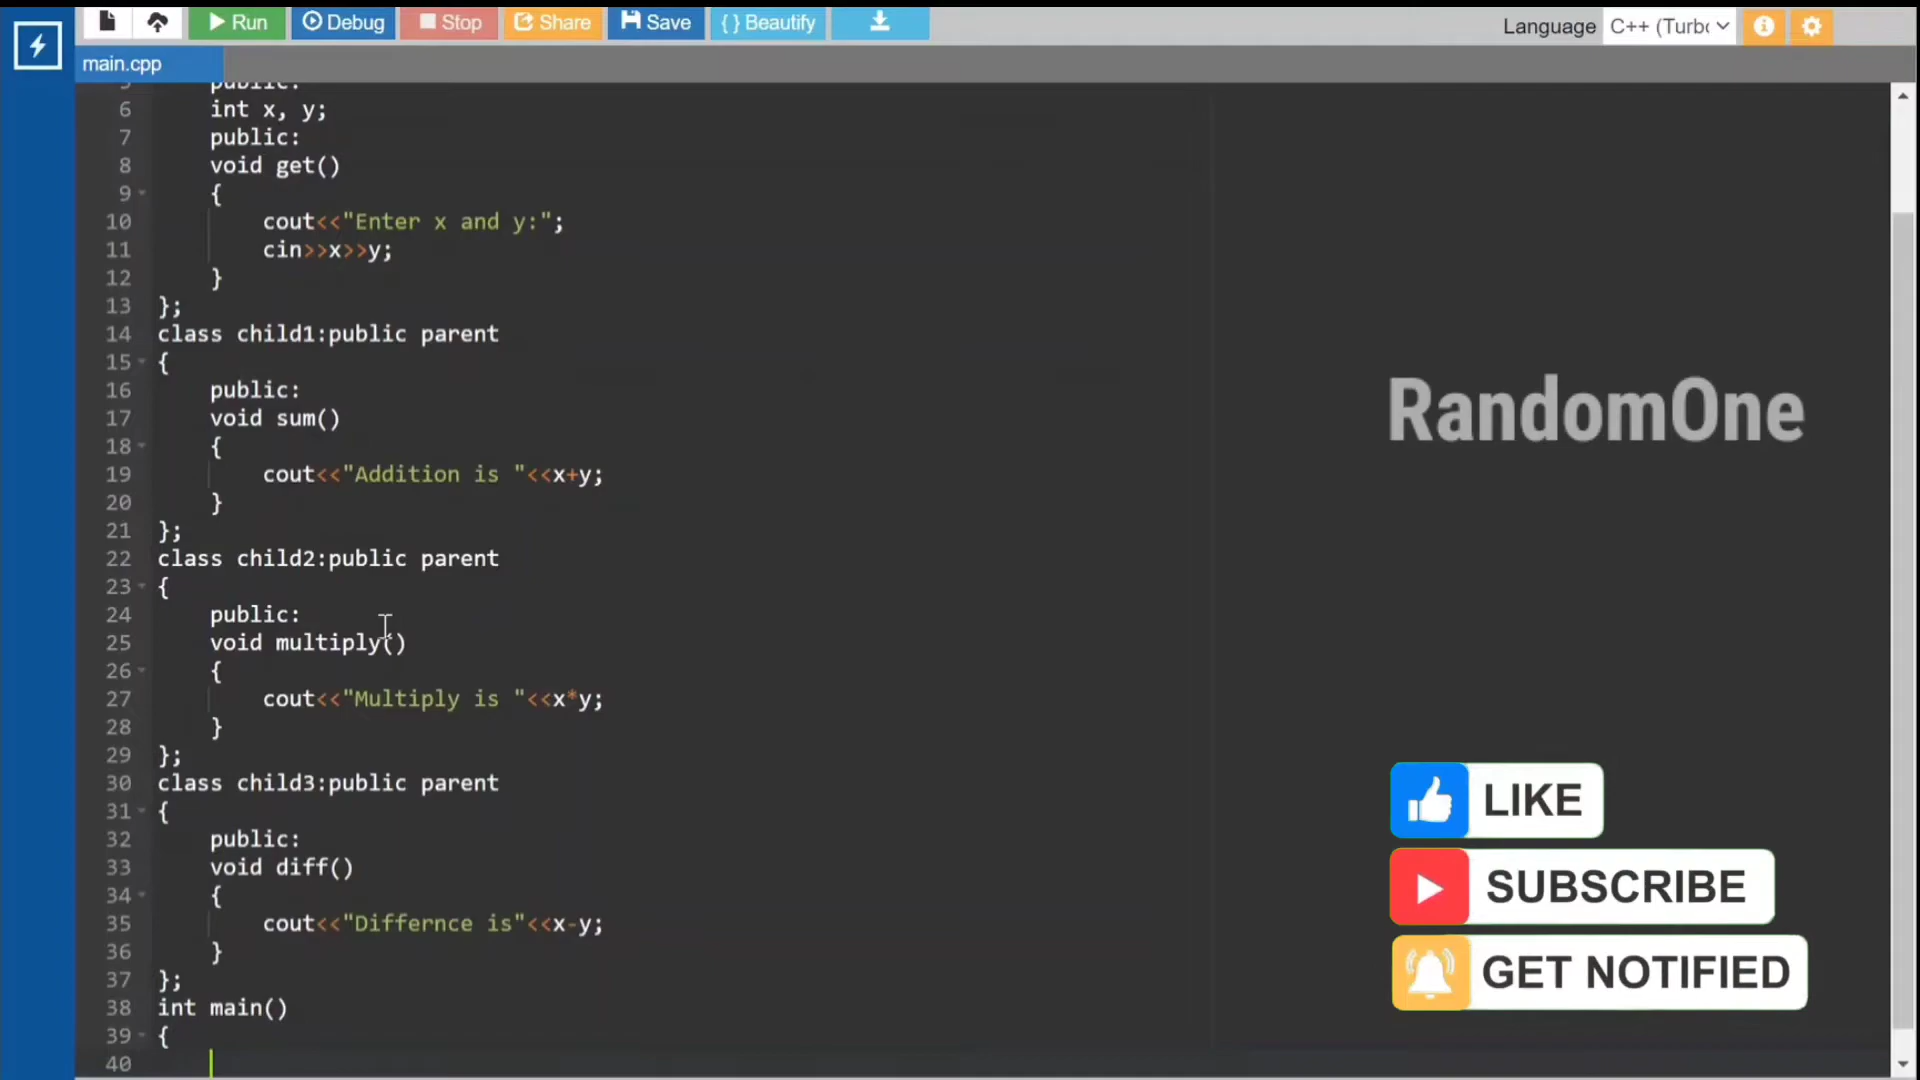 Run Debug Stop Share Save { } Beautify Language C++ (Turbc
main.cpp
5 public:
6 int x, y;
7 public:
8 void get()
9 {
10 cout<<"Enter x and y:";
11 cin>>x>>y;
12 }
13 };
14 class child1:public parent
15 {
16 public:
17 void sum()
18 {
19 cout<<"Addition is "<<x+y;
20 }
21 };
22 class child2:public parent
23 {
24 public:
25 void multiply()
26 {
27 cout<<"Multiply is "<<x*y;
28 }
29 };
30 class child3:public parent
31 {
32 public:
33 void diff()
34 {
35 cout<<"Differnce is"<<x-y;
36 }
37 };
38 int main()
39 {
40
RandomOne
LIKE
SUBSCRIBE
GET NOTIFIED